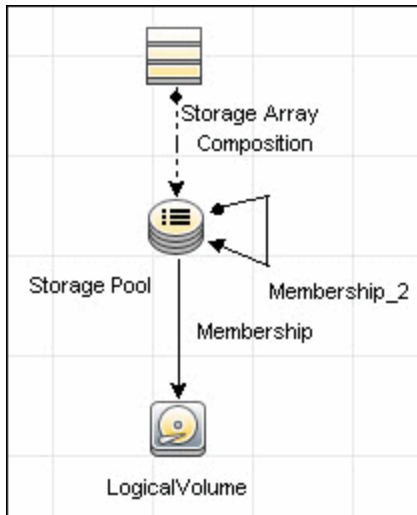 Storage Array
Composition
Storage Pool
Membership_2
Membership
LogicalVolume